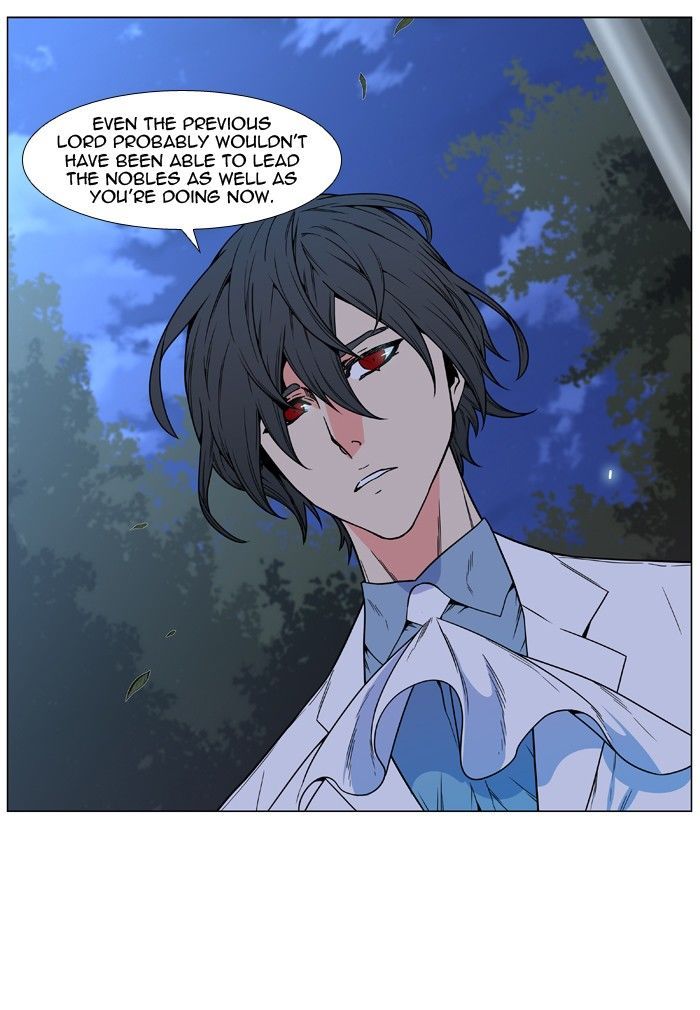 EVEN THE PREVIOUS
LORD PROBABLY WOULDN'T
HAVE BEEN ABLE TO LEAD
THE NOBLES AS WELL AS
YOU'RE DOING NOW.